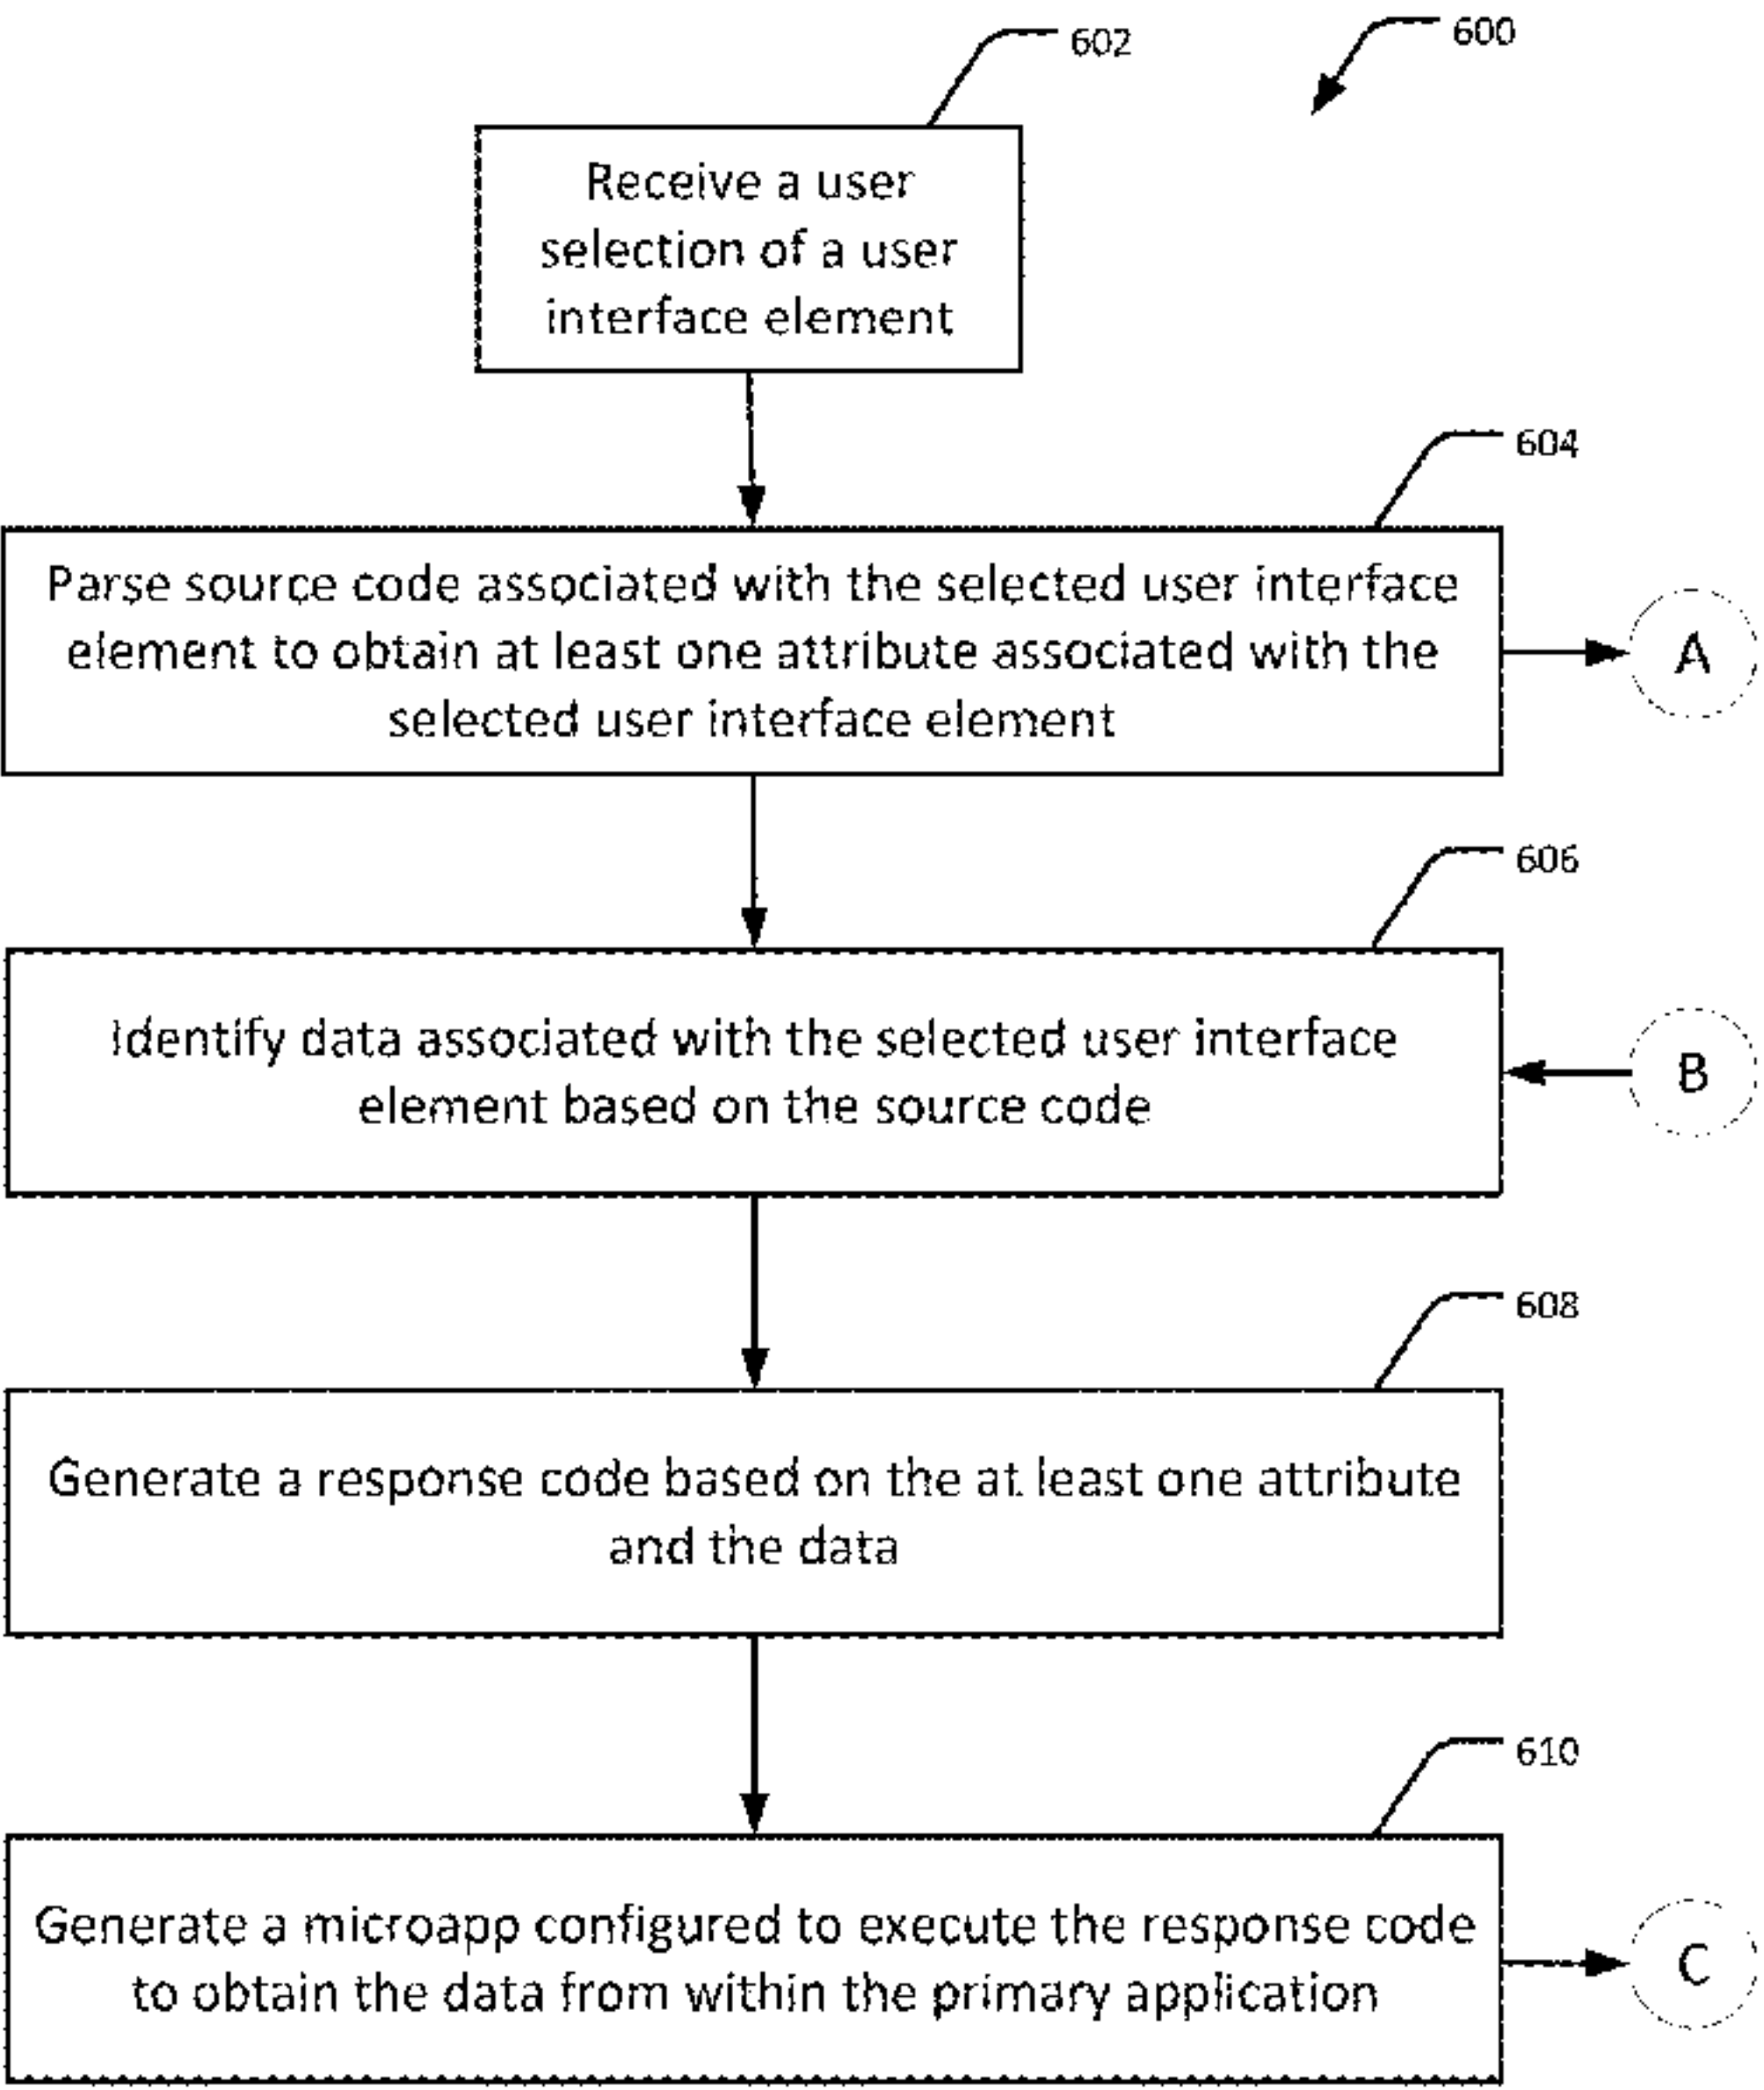 602
600
Receive a user
selection of a user
interface element
604
Parse source code associated with the selected user interface
element to obtain at least one attribute associated with the
selected user interface element
A
606
Identify data associated with the selected user interface
element based on the source code
B
608
Generate a response code based on the at least one attribute
and the data
610
Generate a microapp configured to execute the response code
to obtain the data from within the primary application
C